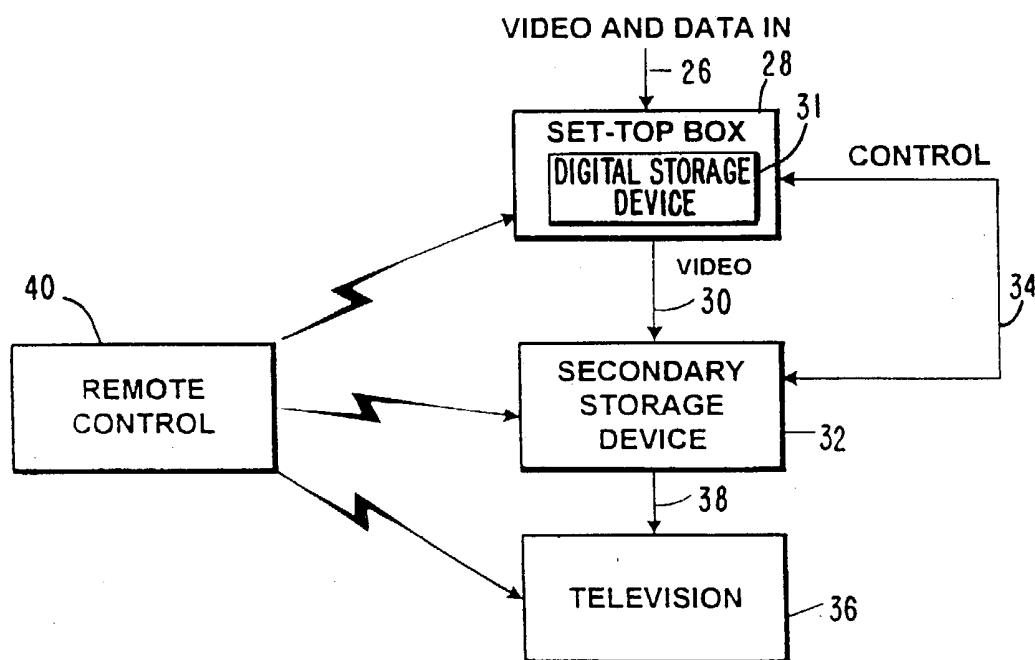 VIDEO AND DATA IN
26
28
SET-TOP BOX
31
DIGITAL STORAGE
DEVICE
CONTROL
VIDEO
30
34
40
REMOTE
CONTROL
SECONDARY
STORAGE
DEVICE
32
38
TELEVISION
36